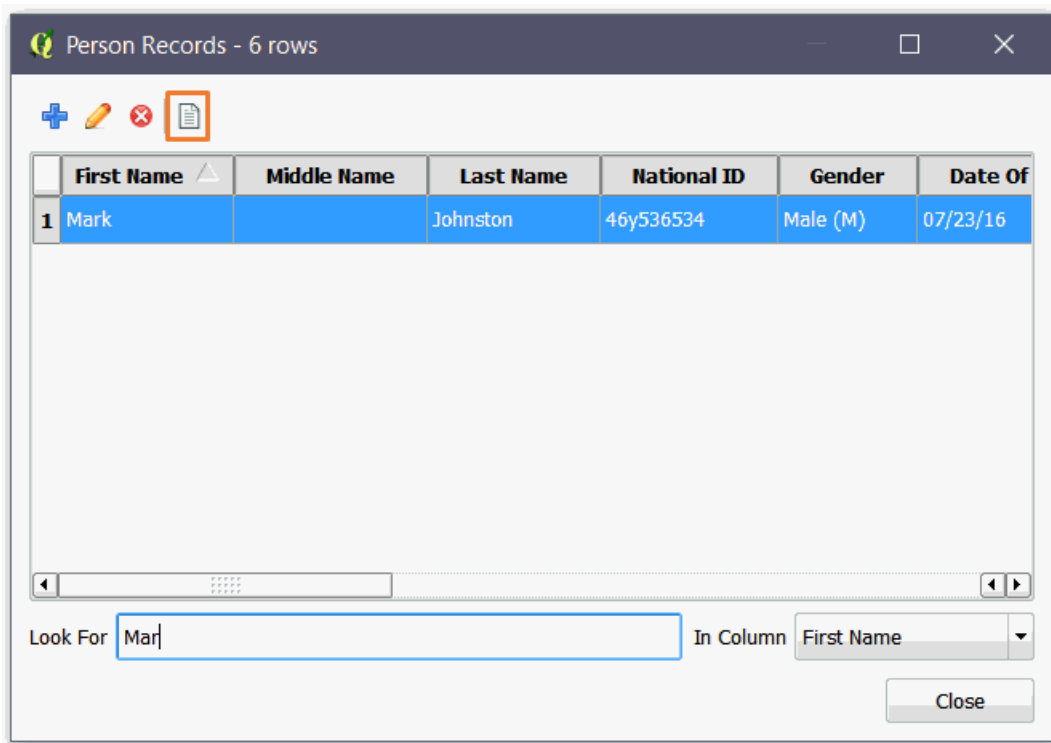 Person Records - 6 rows
First Name Middle Name Last Name National ID Gender Date Of
1 Mark Johnston 46y536534 Male (M) 07/23/16
Look For Mar In Column First Name
Close